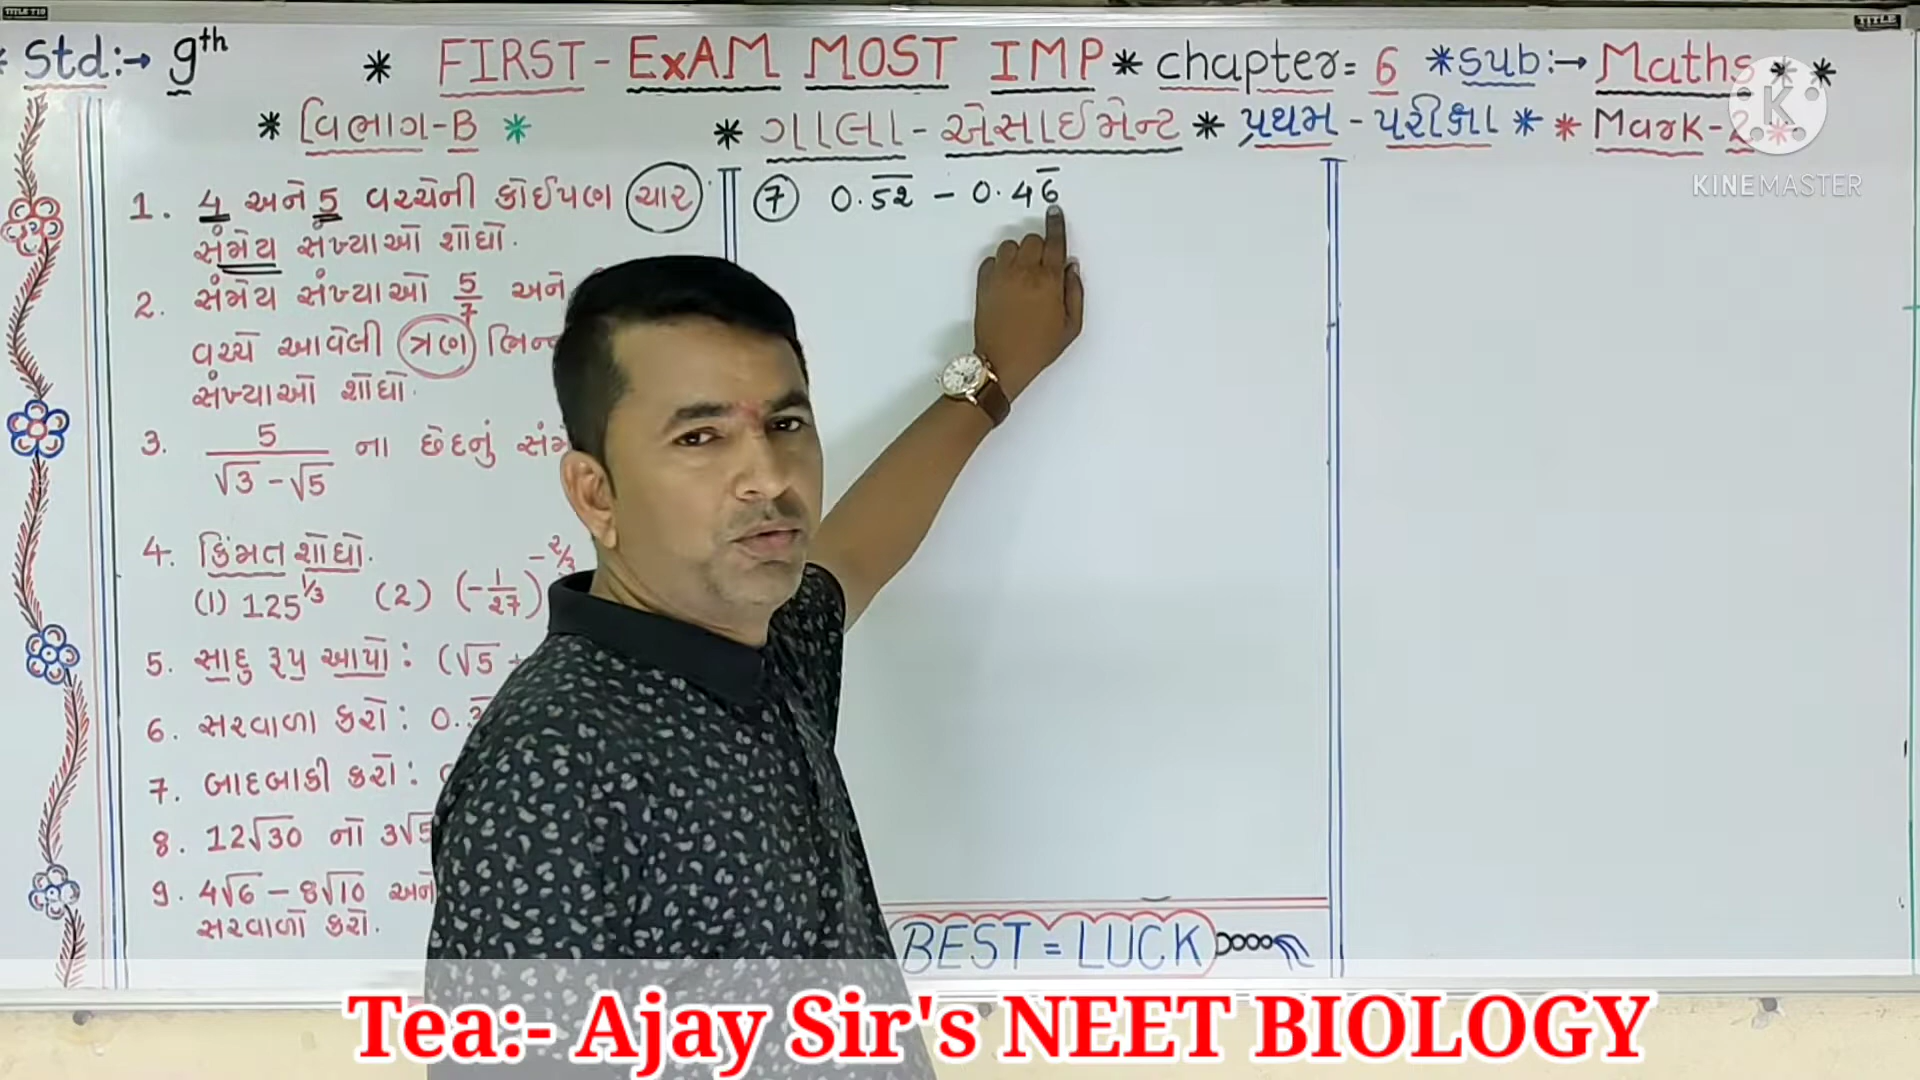 * Std:→ 9th * FIRST-ExAM MOST IMP * chapter= 6 * sub:→ Maths * *
* વિભાગ-B * * ગાલા-એસાઈમેન્ટ * પ્રથમ-પરીક્ષા * * Mark-2 *
KINEMASTER
1. 4 અને 5 વચ્ચેની કોઈપણ ચાર
સંમેય સંખ્યાઓ શોધો.
2. સંમેય સંખ્યાઓ 5/7 અને
વચ્ચે આવેલી ત્રણ ભિન્ન
સંખ્યાઓ શોધો.
3. 5/(√3-√5) ના છેદનું
4. કિંમત શોધો.
(1) 125^1/3 (2) (-1/27)^-2/3
5. સાદુ રૂપ આપો : (√5
6. સરવાળા કરો : 0.
7. બાદબાકી કરો :
8. 12√30 નો 3√5
9. 4√6 - 8√10 અને
સરવાળો કરો.
7 0.5̅2̅ - 0.46̅
BEST = LUCK
Tea:- Ajay Sir's NEET BIOLOGY